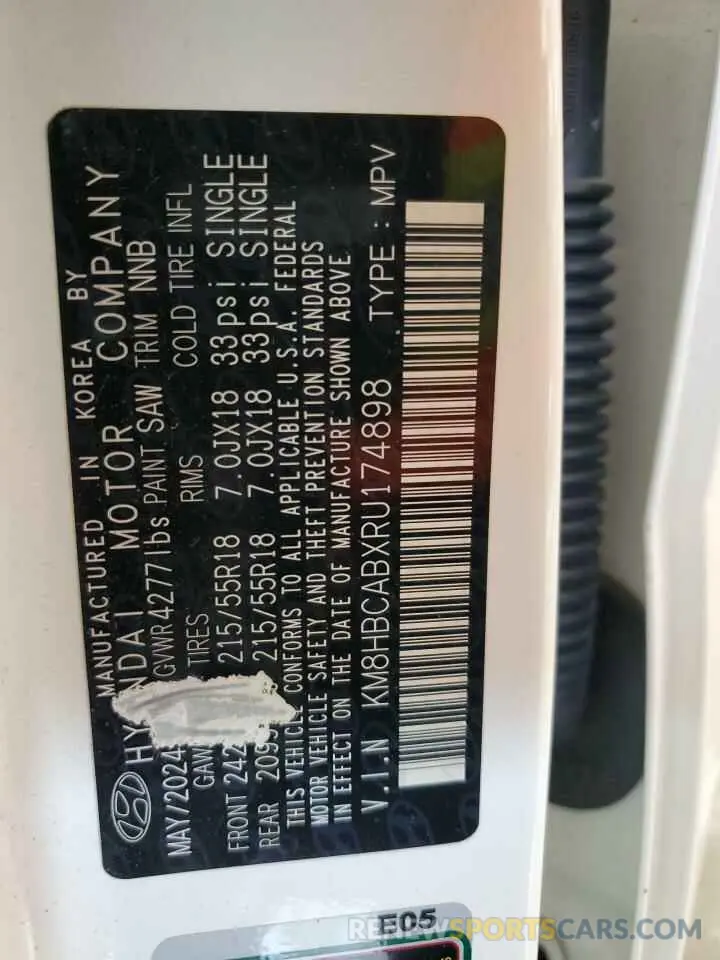 MANUFACTURED IN KOREA BY
MOTOR COMPANY
MAY/2024 GVWR4277lbs PAINT SAW TRIM NNB
TIRES RIMS COLD TIRE INFL
FRONT 242 215/55R18 7.0JX18 33psi SINGLE
REAR 209 215/55R18 7.0JX18 33psi SINGLE
THIS VEHICLE CONFORMS TO ALL APPLICABLE U.S.A. FEDERAL
MOTOR VEHICLE SAFETY AND THEFT PREVENTION STANDARDS
IN EFFECT ON THE DATE OF MANUFACTURE SHOWN ABOVE.
V.I.N KM8HBCABXRU174898 . TYPE : MPV
E05
RENEWSPORTSCARS.COM